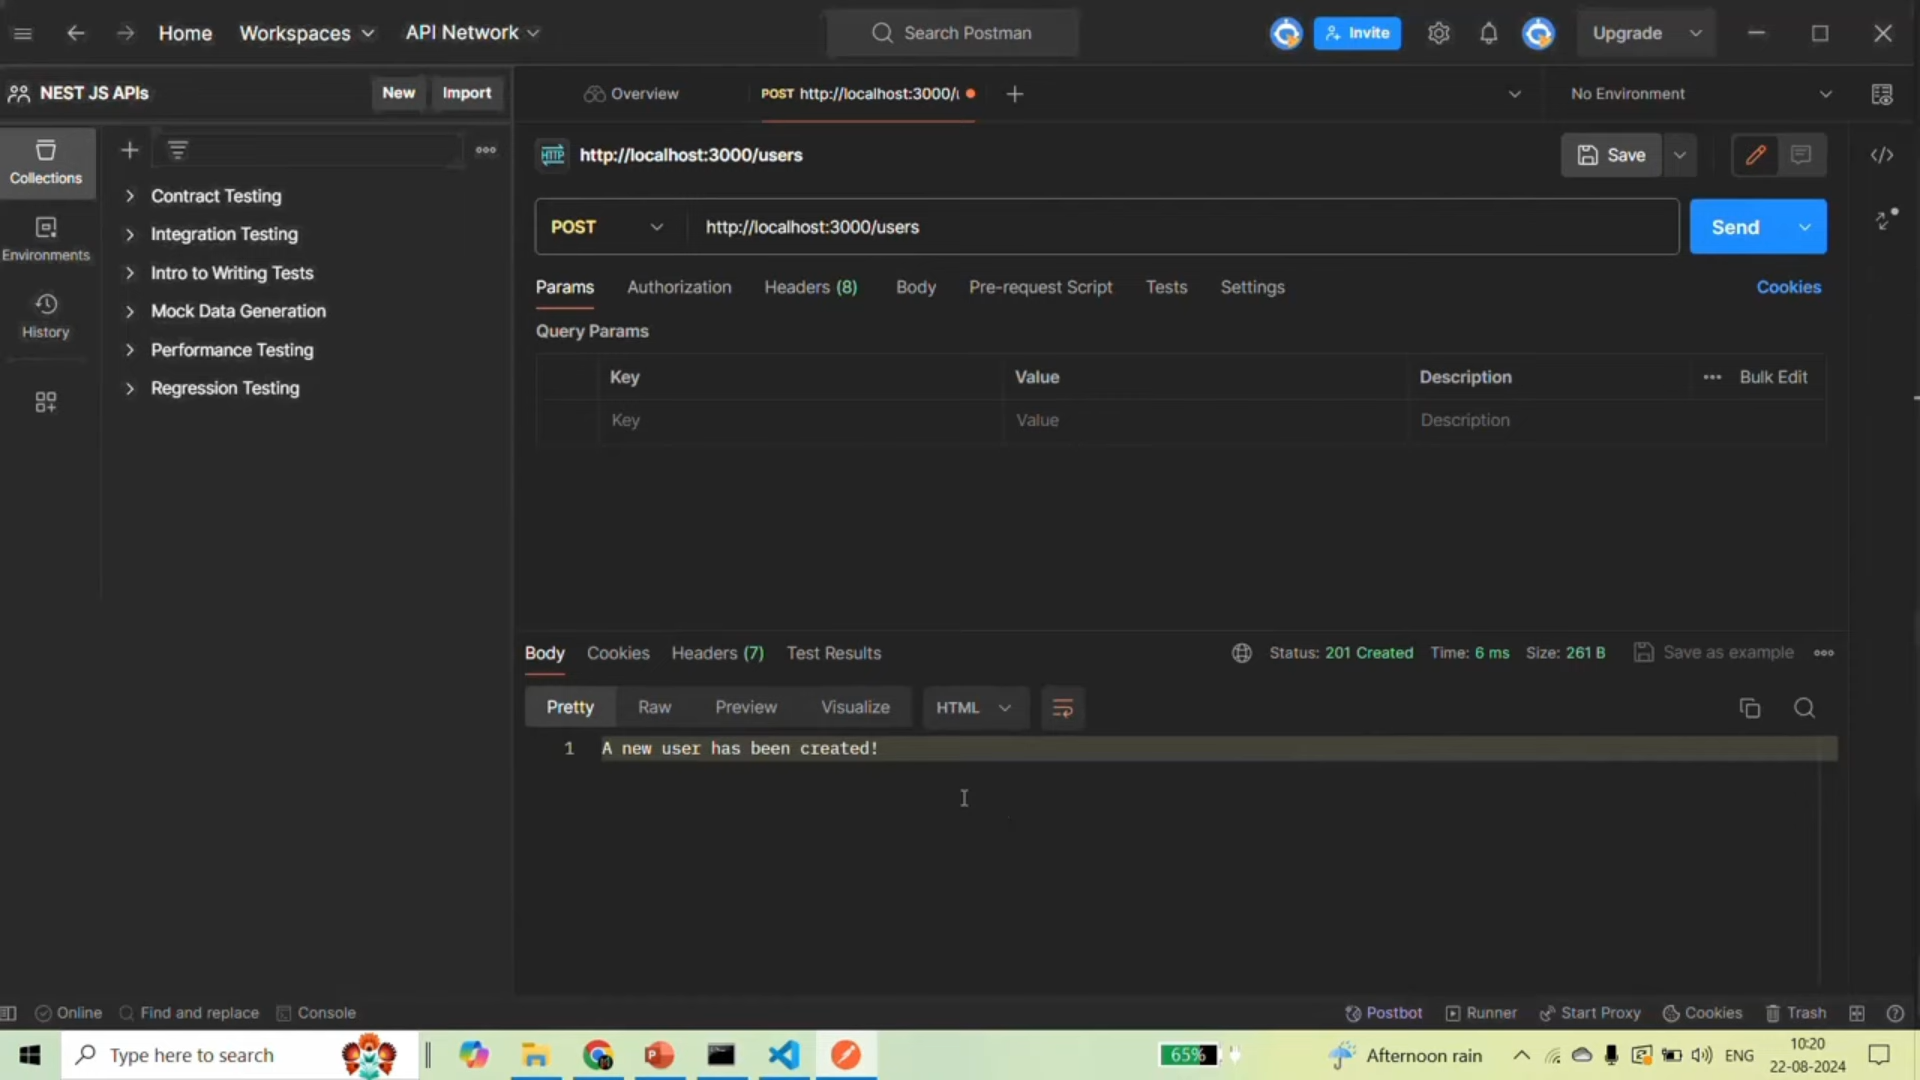 Home Workspaces API Network Search Postman Invite Upgrade
NEST JS APIs New Import Overview POST http://localhost:3000/u No Environment
Collections
Environments
History
Contract Testing
Integration Testing
Intro to Writing Tests
Mock Data Generation
Performance Testing
Regression Testing
HTTP http://localhost:3000/users Save
POST http://localhost:3000/users Send
Params Authorization Headers (8) Body Pre-request Script Tests Settings Cookies
Query Params
Key Value Description Bulk Edit
Key Value Description
Body Cookies Headers (7) Test Results Status: 201 Created Time: 6 ms Size: 261 B Save as example
Pretty Raw Preview Visualize HTML
1 A new user has been created!
Online Find and replace Console Postbot Runner Start Proxy Cookies Trash
Type here to search 65% Afternoon rain ENG 10:20
22-08-2024